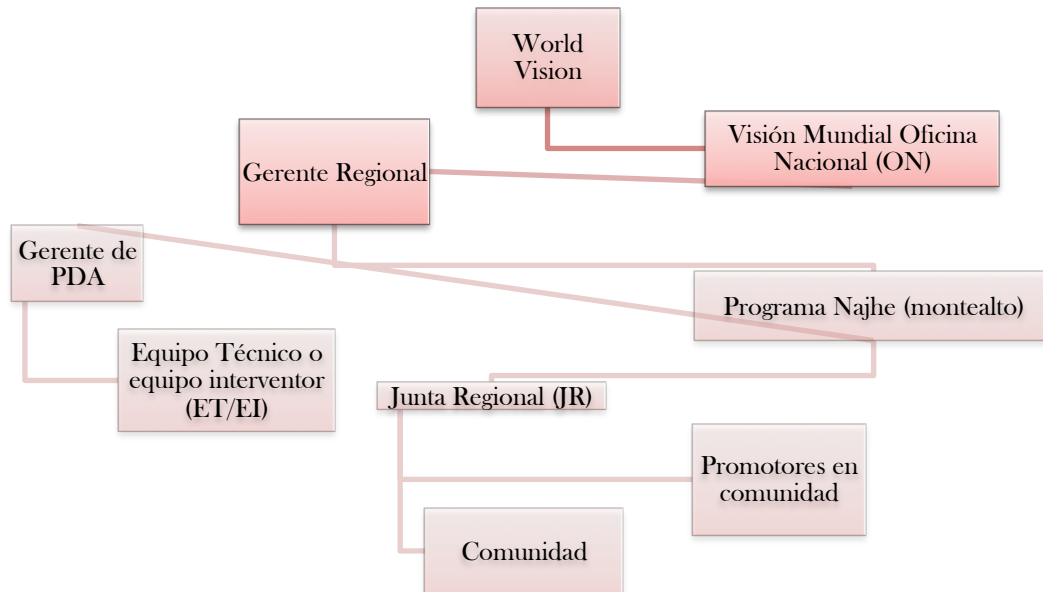 World
Vision
Visión Mundial Oficina
Nacional (ON)
Gerente Regional
Gerente de
PDA
Programa Najhe (montealto)
Equipo Técnico o
equipo interventor
(ET/EI)
Junta Regional (JR)
Promotores en
comunidad
Comunidad